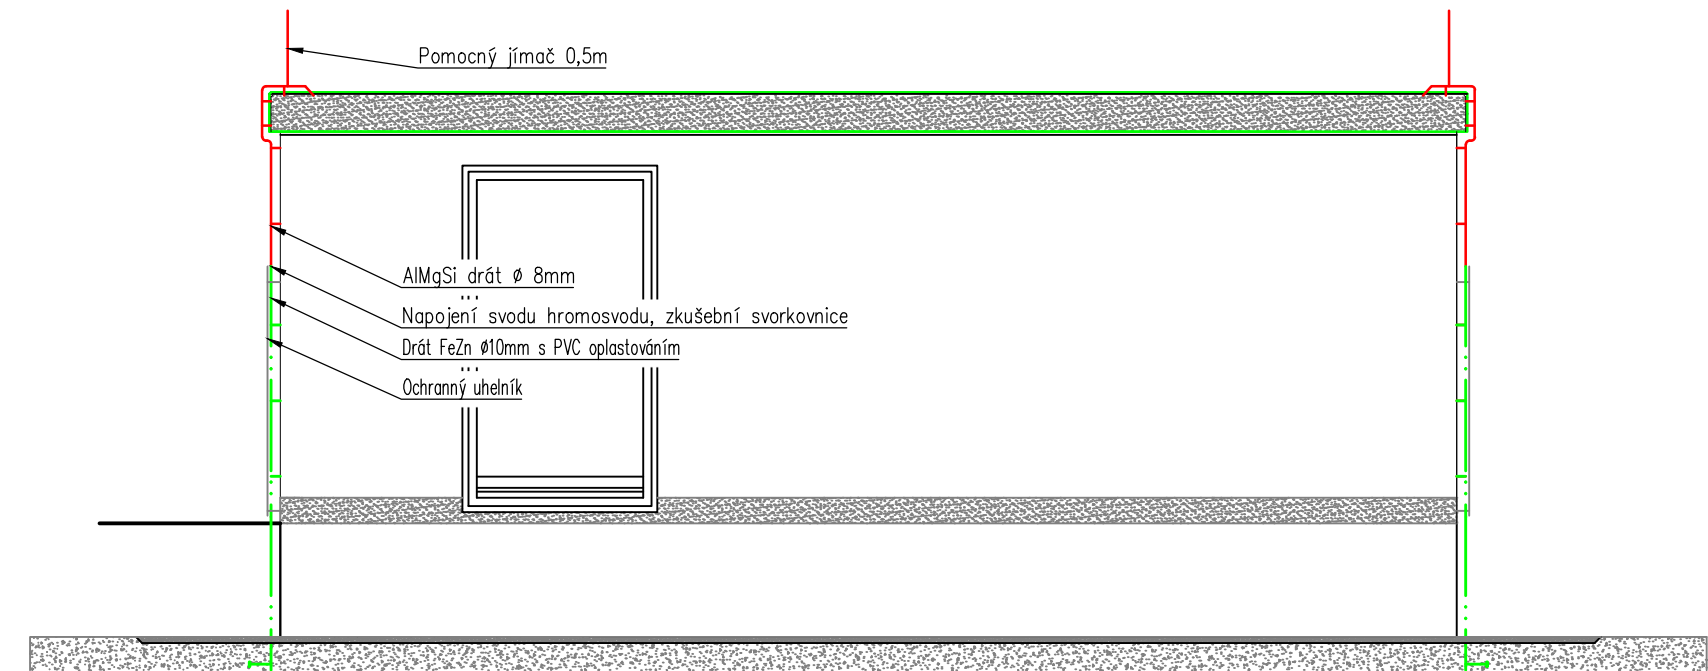 Pomocný jímač 0,5m
AlMgSi drát ø 8mm
Napojení svodu hromosvodu, zkušební svorkovnice
Drát FeZn ø10mm s PVC oplastováním
Ochranný uhelník